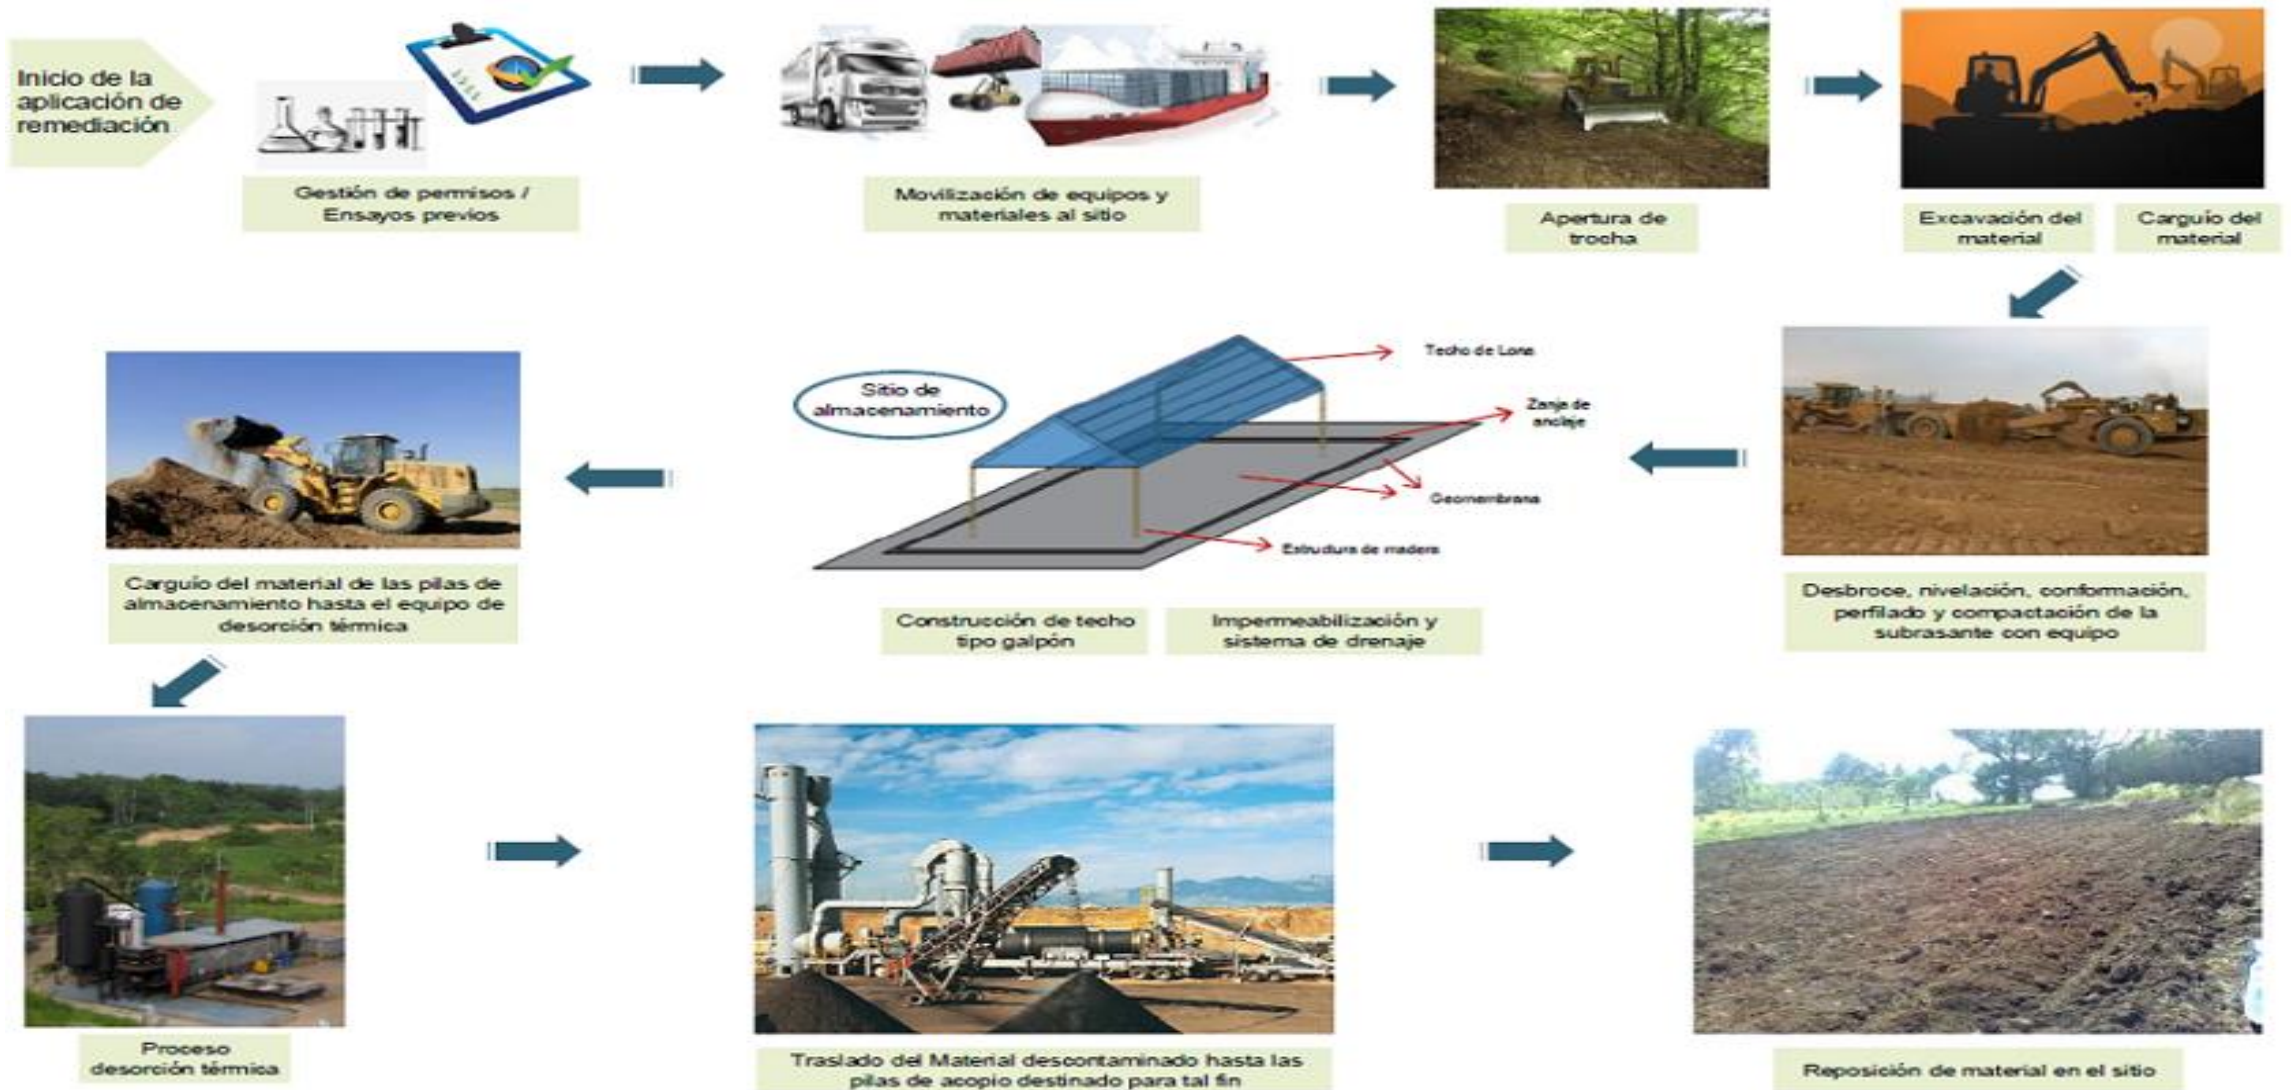 Inicio de la
aplicación de
remediación
Gestión de permisos /
Ensayos previos
Movilización de equipos y
materiales al sitio
Apertura de
trocha
Excavación del
material
Carguío del
material
Desbroce, nivelación, conformación,
perfilado y compactación de la
subrasante con equipo
Sitio de
almacenamiento
Techo de Lona
Zanja de
anclaje
Geomembrana
Estructura de madera
Construcción de techo
tipo galpón
Impermeabilización y
sistema de drenaje
Carguío del material de las pilas de
almacenamiento hasta el equipo de
desorción térmica
Proceso
desorción térmica
Traslado del Material descontaminado hasta las
pilas de acopio destinado para tal fin
Reposición de material en el sitio